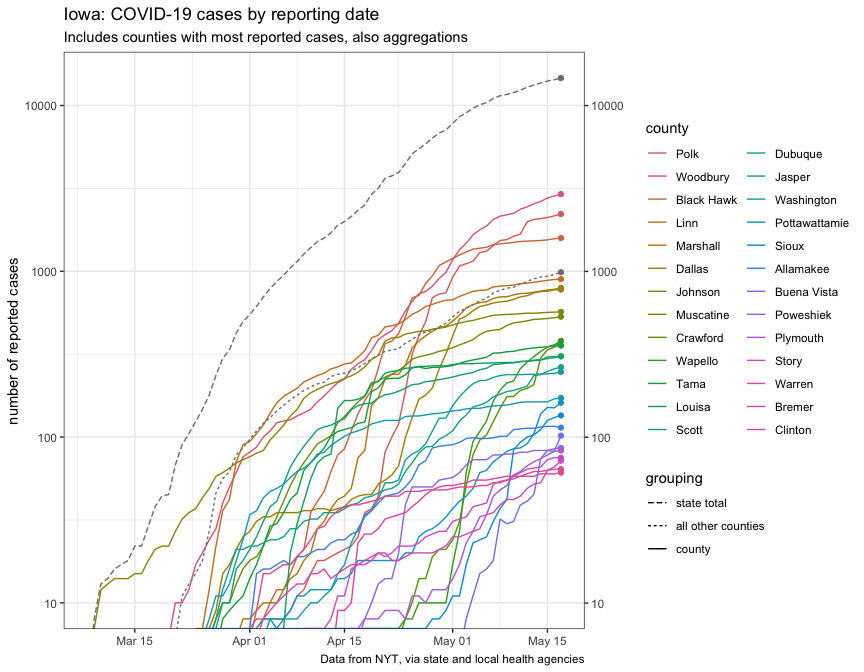 Iowa: COVID-19 cases by reporting date
Includes counties with most reported cases, also aggregations
number of reported cases
10000
1000
100
10
10000
1000
100
10
Mar 15
Apr 01
Apr 15
May 01
May 15
Data from NYT, via state and local health agencies
county
Polk
Woodbury
Black Hawk
Linn
Marshall
Dallas
Johnson
Muscatine
Crawford
Wapello
Tama
Louisa
Scott
Dubuque
Jasper
Washington
Pottawattamie
Sioux
Allamakee
Buena Vista
Poweshiek
Plymouth
Story
Warren
Bremer
Clinton
grouping
state total
all other counties
county